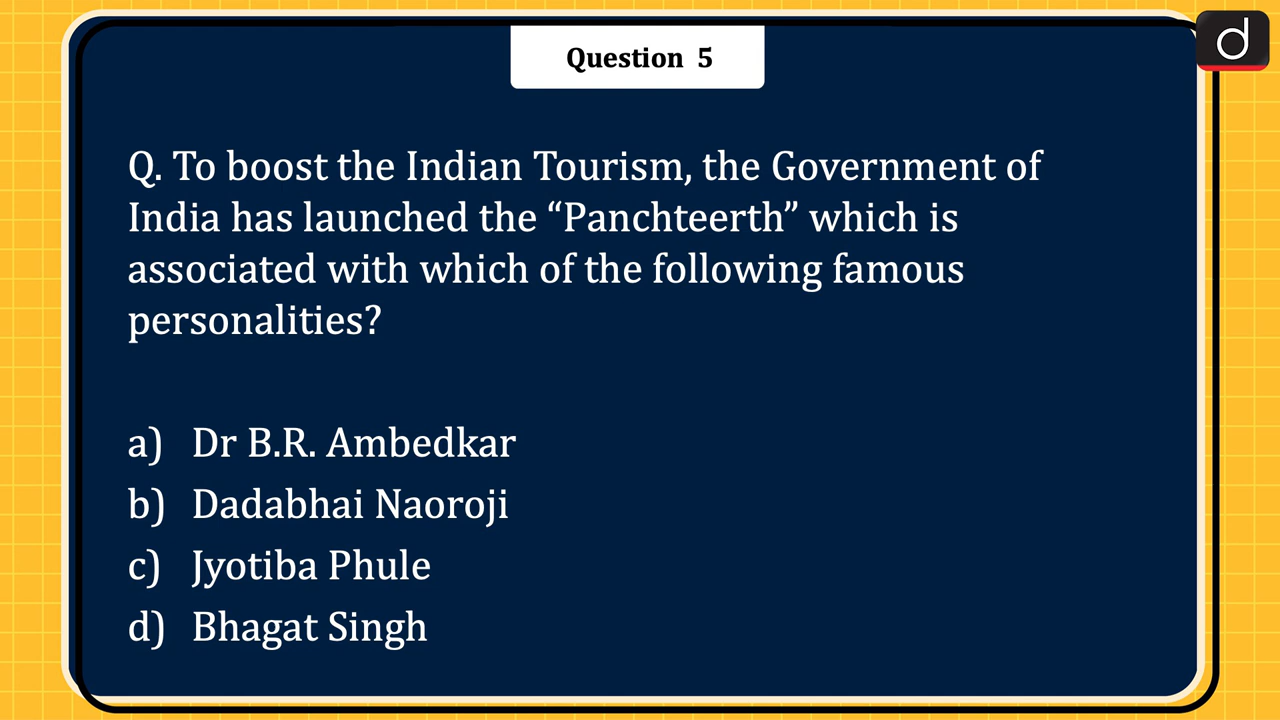 Question 5
d
Q. To boost the Indian Tourism, the Government of
India has launched the “Panchteerth” which is
associated with which of the following famous
personalities?
a) Dr B.R. Ambedkar
b) Dadabhai Naoroji
c) Jyotiba Phule
d) Bhagat Singh